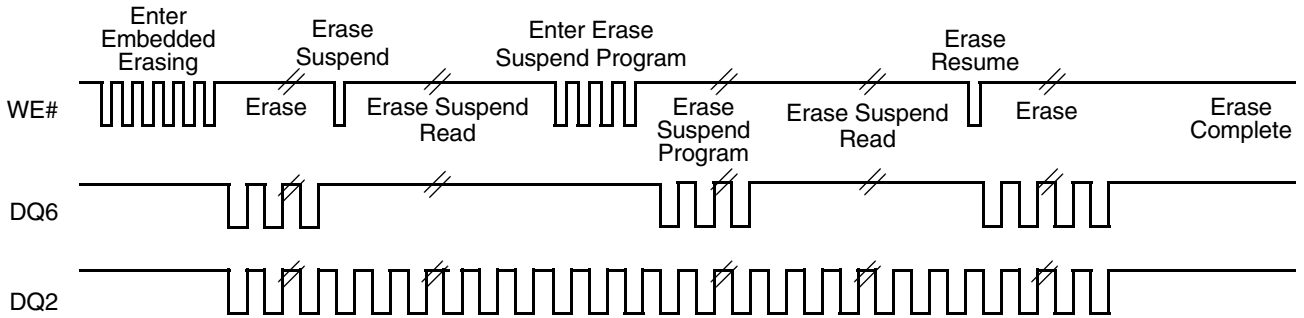 Enter
Embedded
Erasing
Erase
Suspend
Enter Erase
Suspend Program
Erase
Resume
WE#
Erase
Erase Suspend
Read
Erase
Suspend
Program
Erase Suspend
Read
Erase
Erase
Complete
DQ6
DQ2